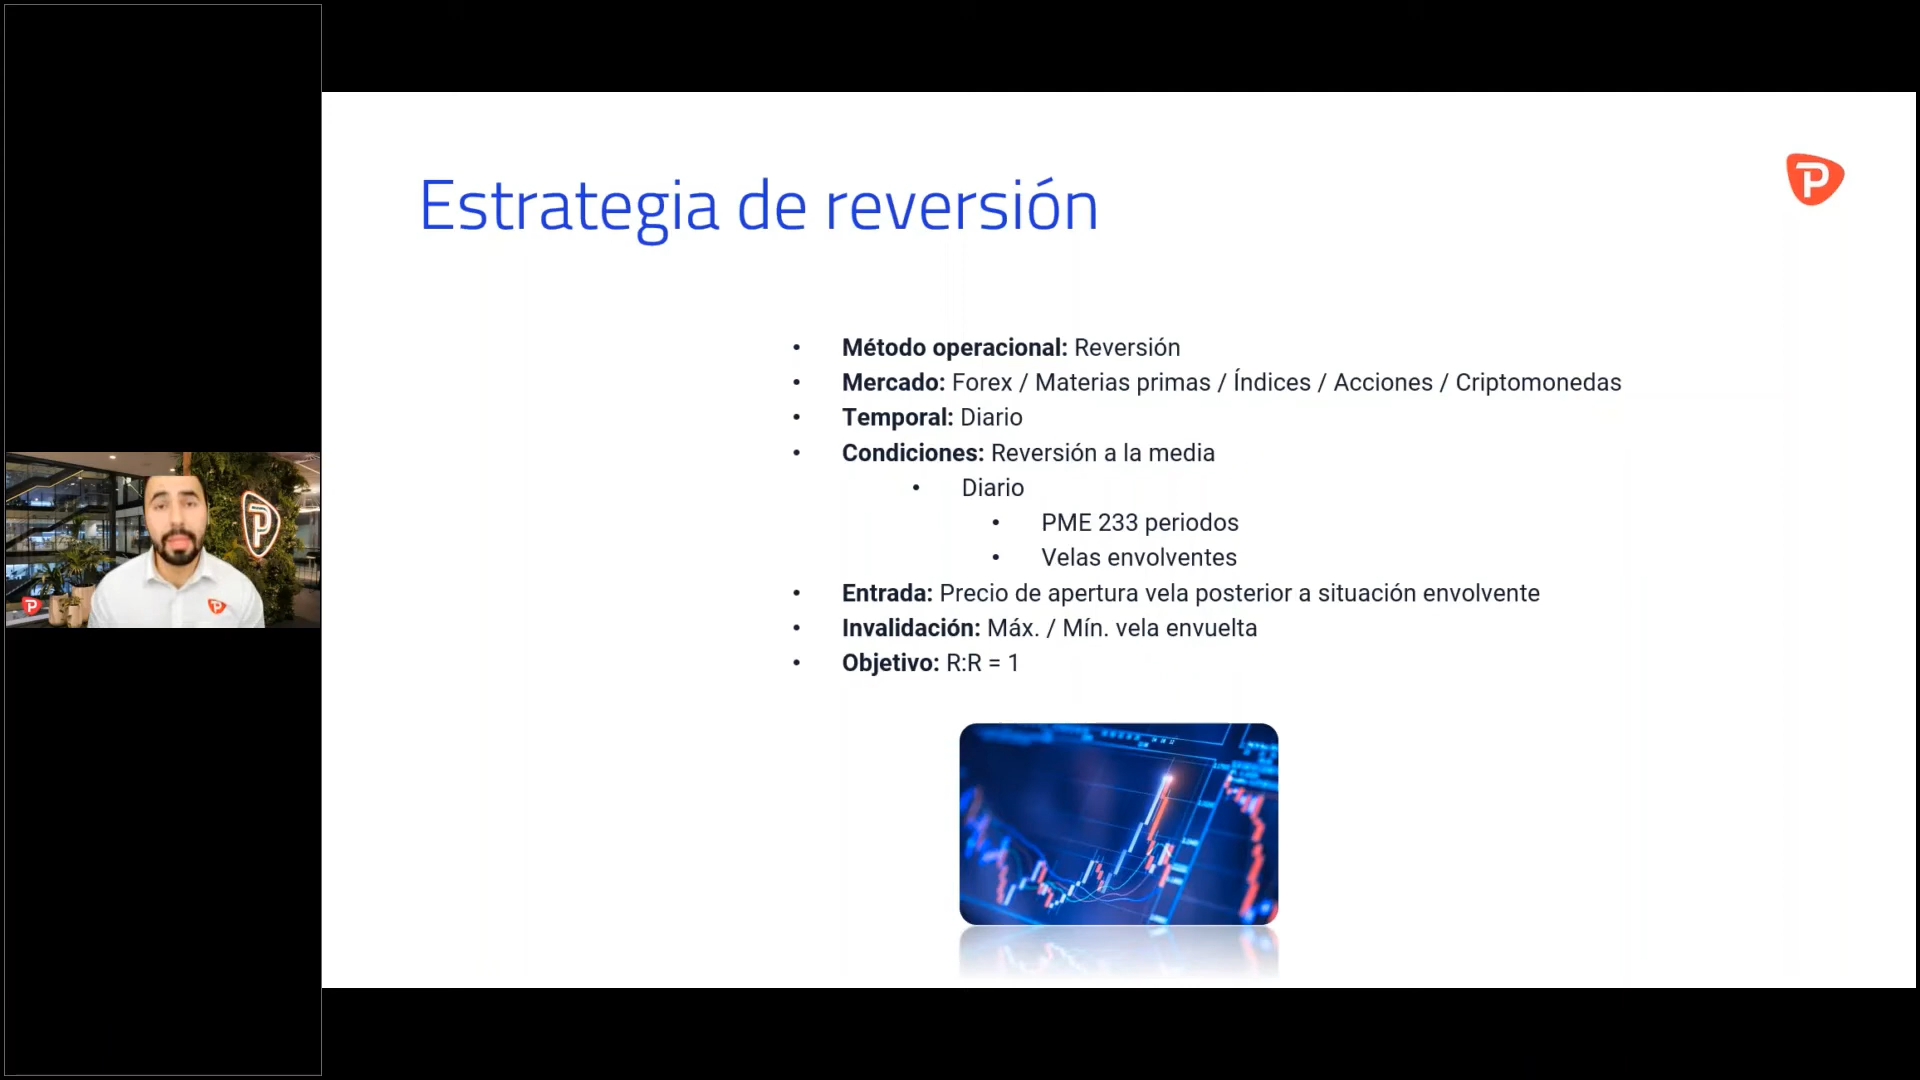 Estrategia de reversión
P
• Método operacional: Reversión
• Mercado: Forex / Materias primas / Índices / Acciones / Criptomonedas
• Temporal: Diario
• Condiciones: Reversión a la media
• Diario
• PME 233 periodos
• Velas envolventes
• Entrada: Precio de apertura vela posterior a situación envolvente
• Invalidación: Máx. / Mín. vela envuelta
• Objetivo: R:R = 1
P
P
P